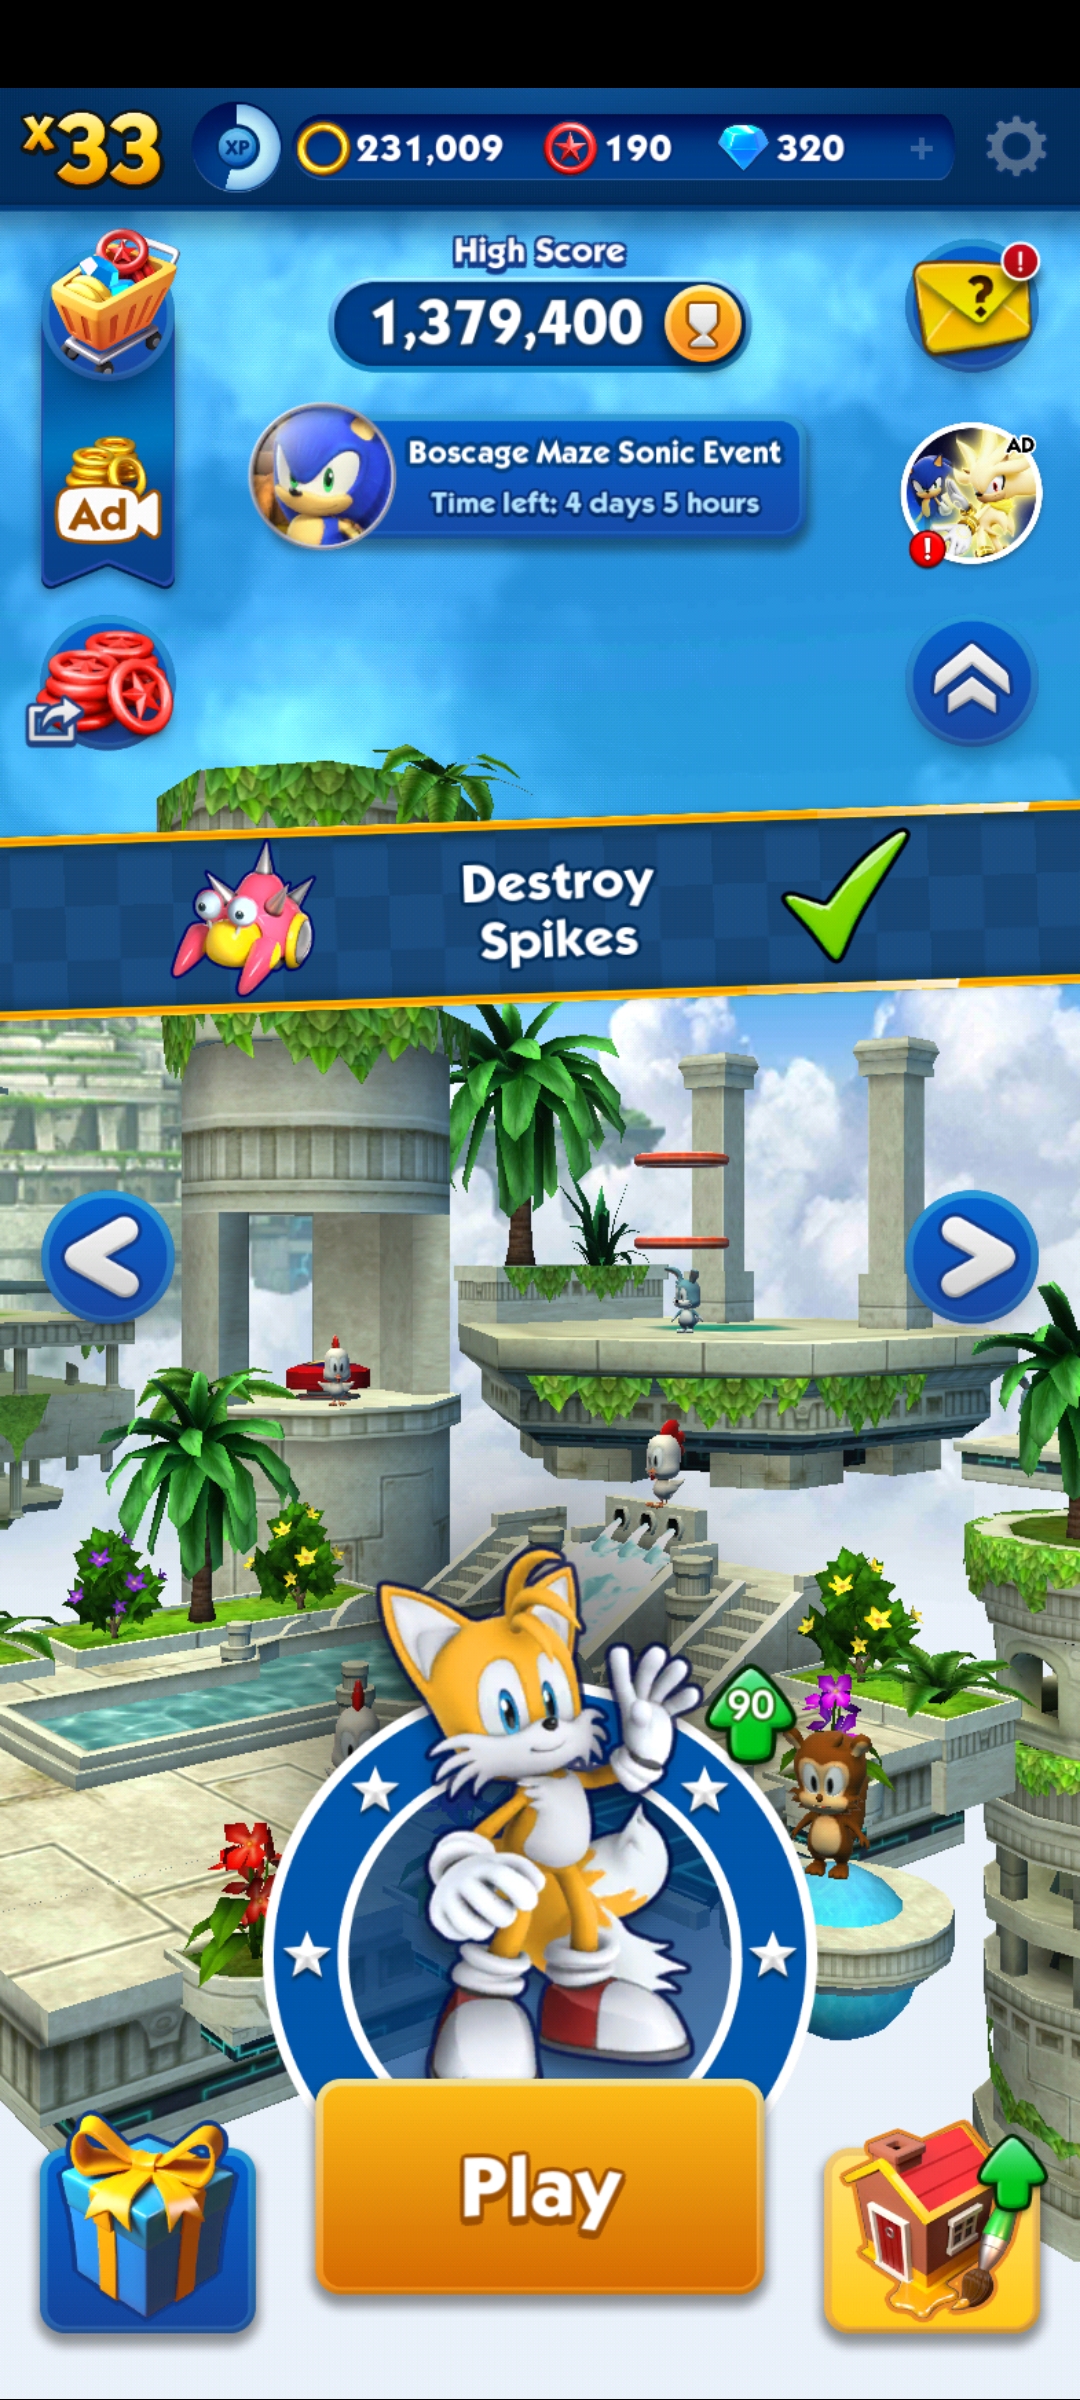 x33
XP
231,009
190
320
+
High Score
1,379,400
?
!
Boscage Maze Sonic Event
Time left: 4 days 5 hours
AD
!
Ad
Destroy
Spikes
90
Play